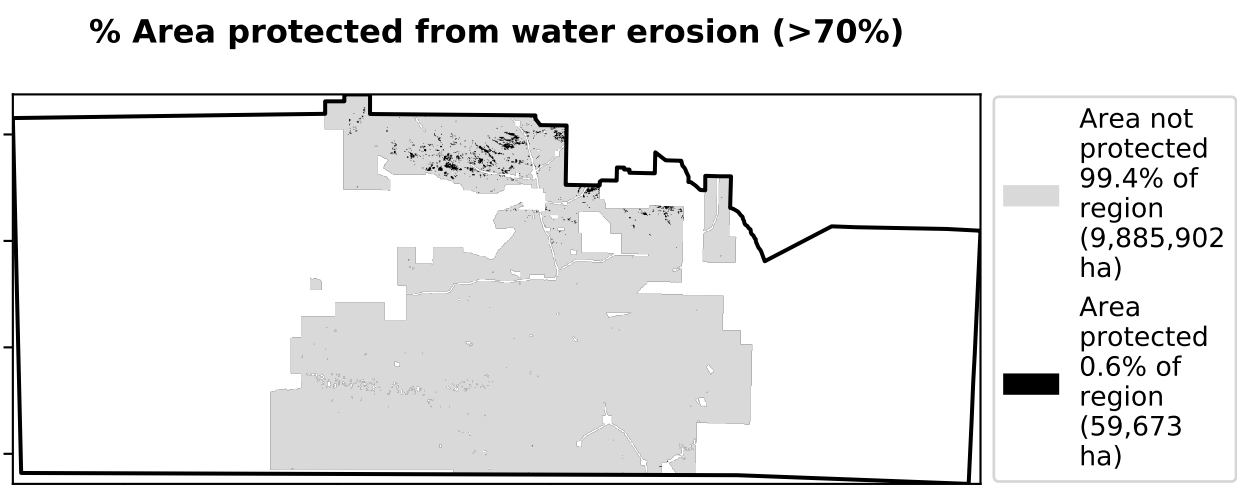 % Area protected from water erosion (>70%)
Area not
protected
99.4% of
region
(9,885,902
ha)
Area
protected
0.6% of
region
(59,673
ha)